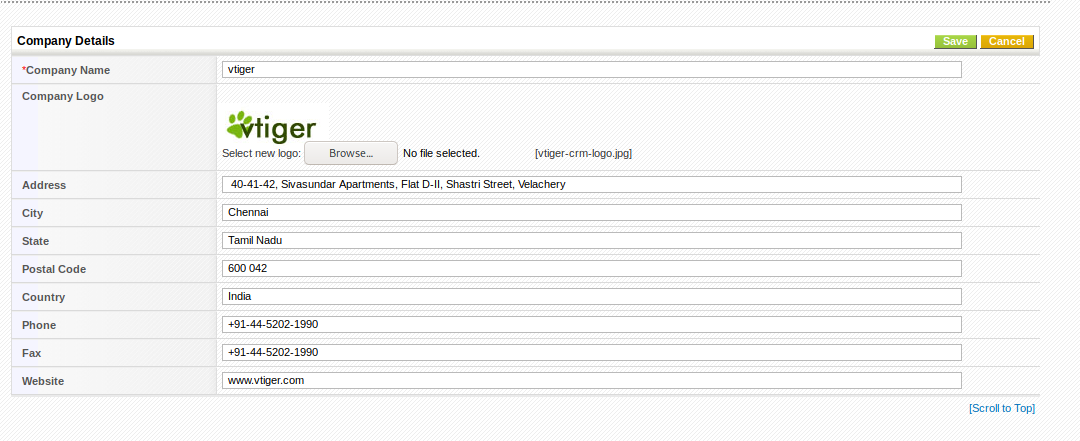 Company Details Save Cancel
*Company Name vtiger
Company Logo
vtiger
Select new logo: Browse... No file selected. [vtiger-crm-logo.jpg]
Address 40-41-42, Sivasundar Apartments, Flat D-II, Shastri Street, Velachery
City Chennai
State Tamil Nadu
Postal Code 600 042
Country India
Phone +91-44-5202-1990
Fax +91-44-5202-1990
Website www.vtiger.com
[Scroll to Top]